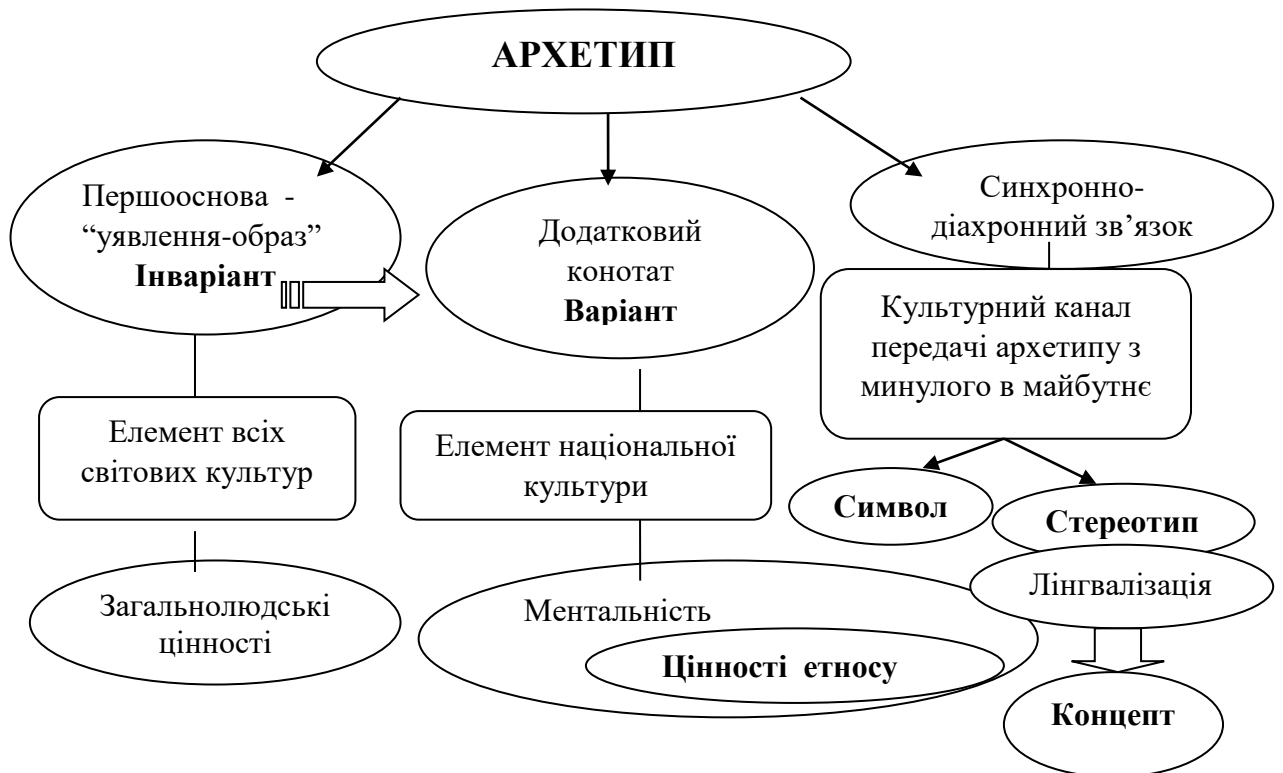 АРХЕТИП
Першооснова -
“уявлення-образ”
Інваріант
Додатковий
конотат
Варіант
Синхронно-
діахронний зв’язок
Культурний канал
передачі архетипу з
минулого в майбутнє
Елемент всіх
світових культур
Елемент національної
культури
Символ
Стереотип
Лінгвалізація
Загальнолюдські
цінності
Ментальність
Цінності етносу
Концепт